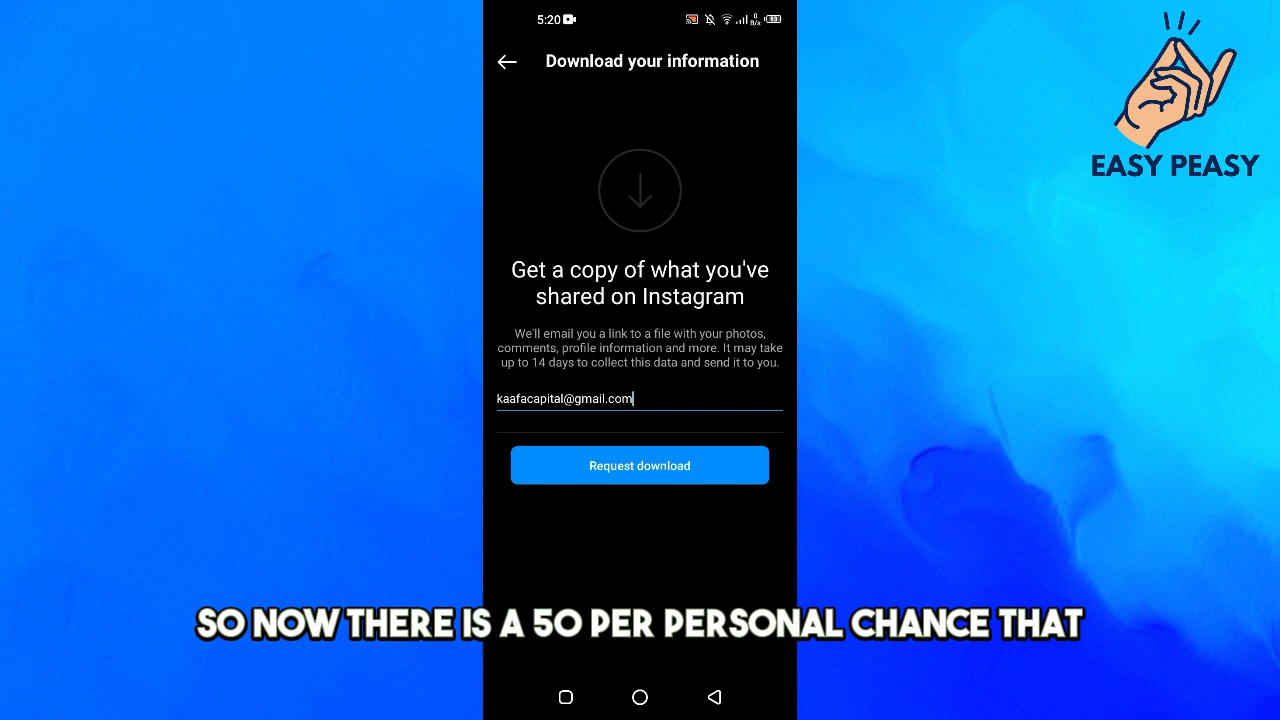 5:20
0
B/s
93
Download your information
EASY PEASY
Get a copy of what you've
shared on Instagram
We'll email you a link to a file with your photos,
comments, profile information and more. It may take
up to 14 days to collect this data and send it to you.
kaafacapital@gmail.com
Request download
SO NOW THERE IS A 50 PER PERSONAL CHANCE THAT